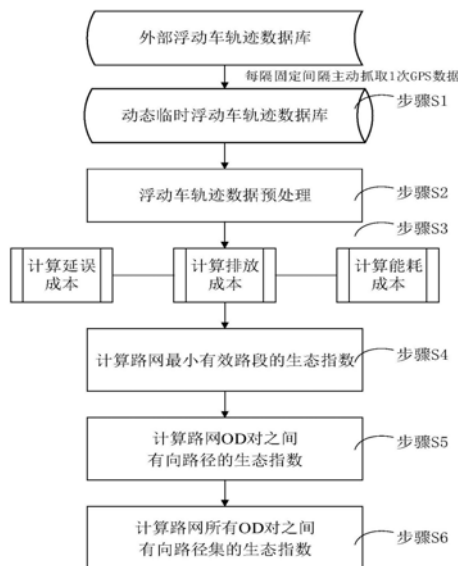 外部浮动车轨迹数据库
每隔固定间隔主动抓取1次GPS数据
步骤S1
动态临时浮动车轨迹数据库
浮动车轨迹数据预处理
步骤S2
步骤S3
计算延误
成本
计算排放
成本
计算能耗
成本
计算路网最小有效路段的生态指数
步骤S4
计算路网OD对之间
有向路径的生态指数
步骤S5
计算路网所有OD对之间
有向路径集的生态指数
步骤S6